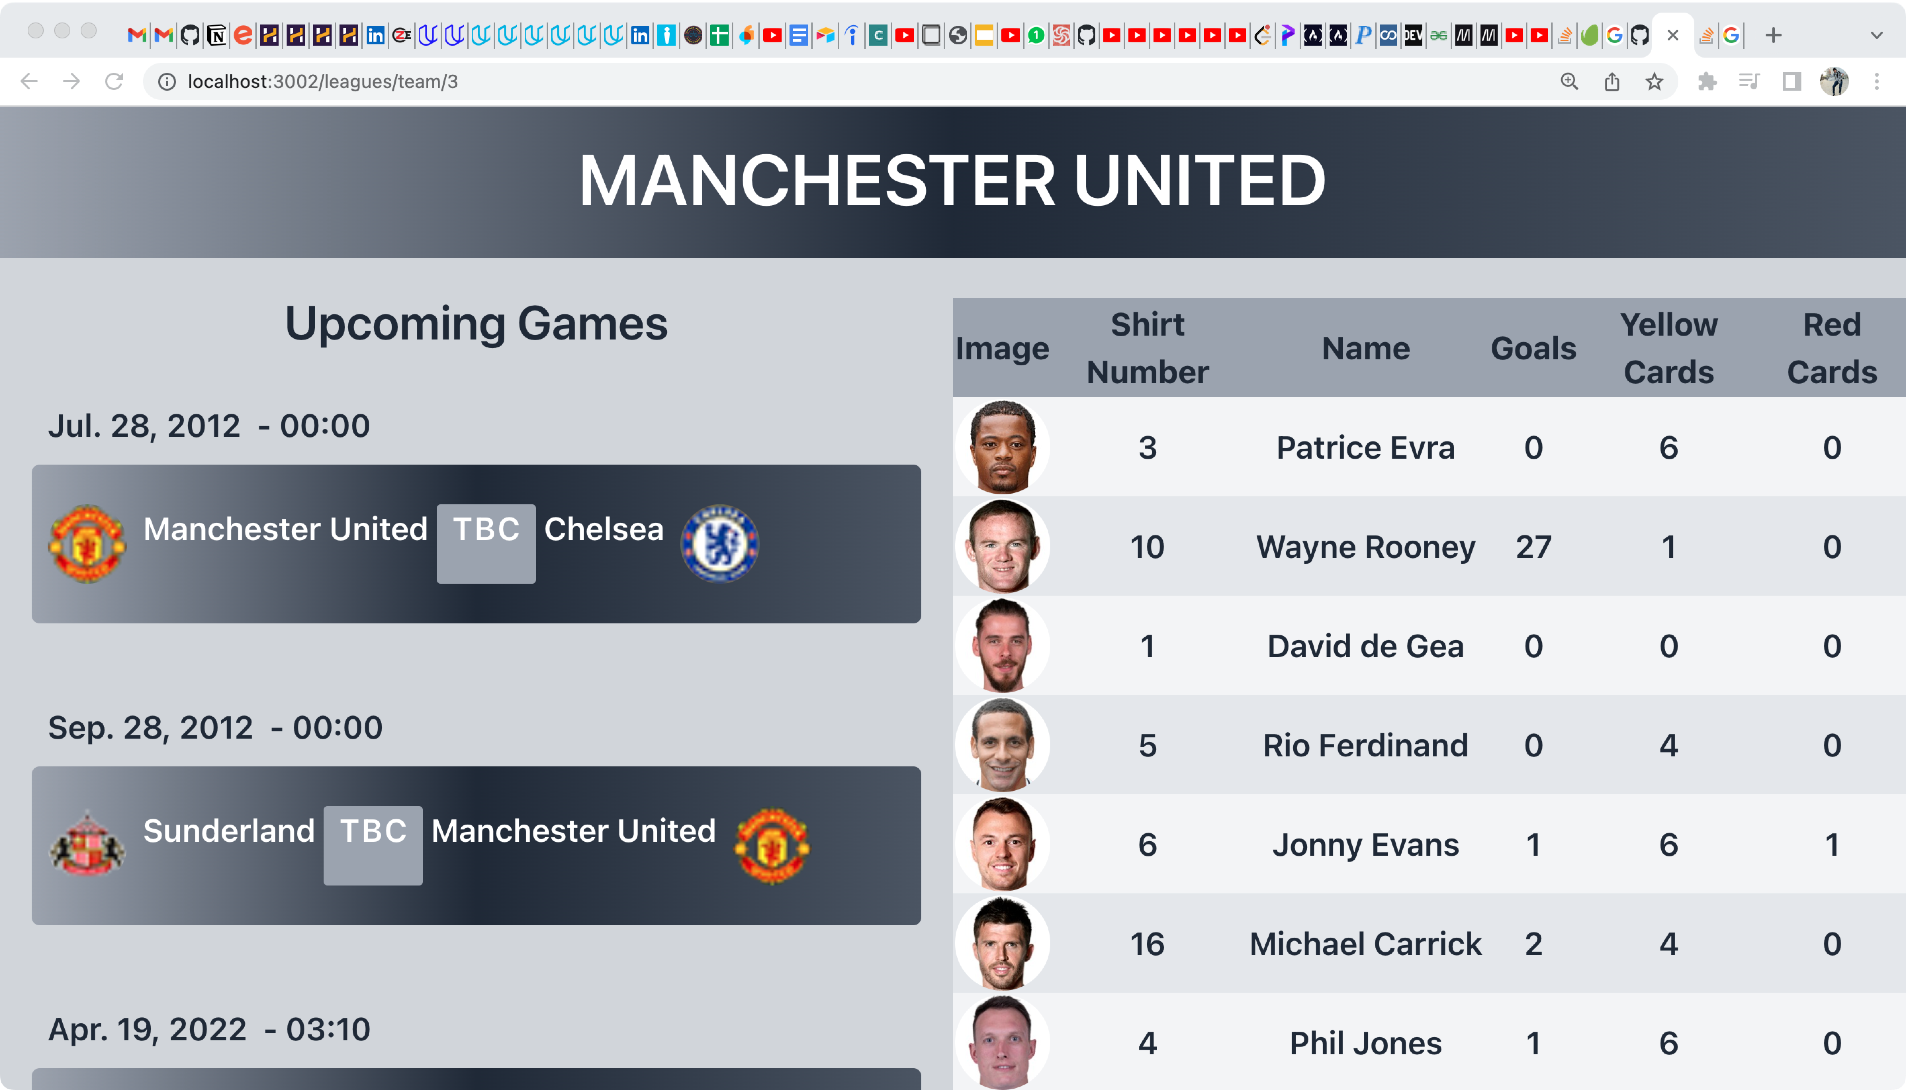 localhost:3002/leagues/team/3
MANCHESTER UNITED
Upcoming Games
Jul. 28, 2012 - 00:00
Manchester United TBC Chelsea
Sep. 28, 2012 - 00:00
Sunderland TBC Manchester United
Apr. 19, 2022 - 03:10
Image Shirt Number Name Goals Yellow Cards Red Cards
3 Patrice Evra 0 6 0
10 Wayne Rooney 27 1 0
1 David de Gea 0 0 0
5 Rio Ferdinand 0 4 0
6 Jonny Evans 1 6 1
16 Michael Carrick 2 4 0
4 Phil Jones 1 6 0